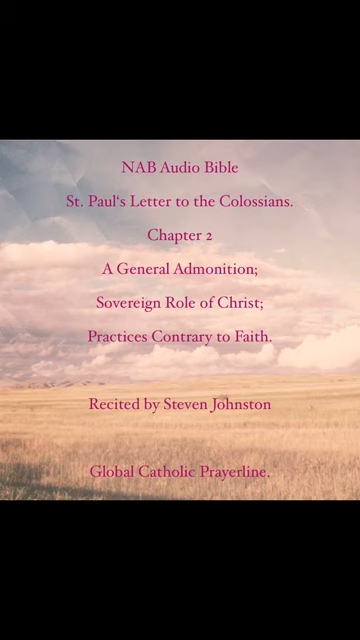 NAB Audio Bible
St. Paul‘s Letter to the Colossians.
Chapter 2
A General Admonition;
Sovereign Role of Christ;
Practices Contrary to Faith.
Recited by Steven Johnston
Global Catholic Prayerline.